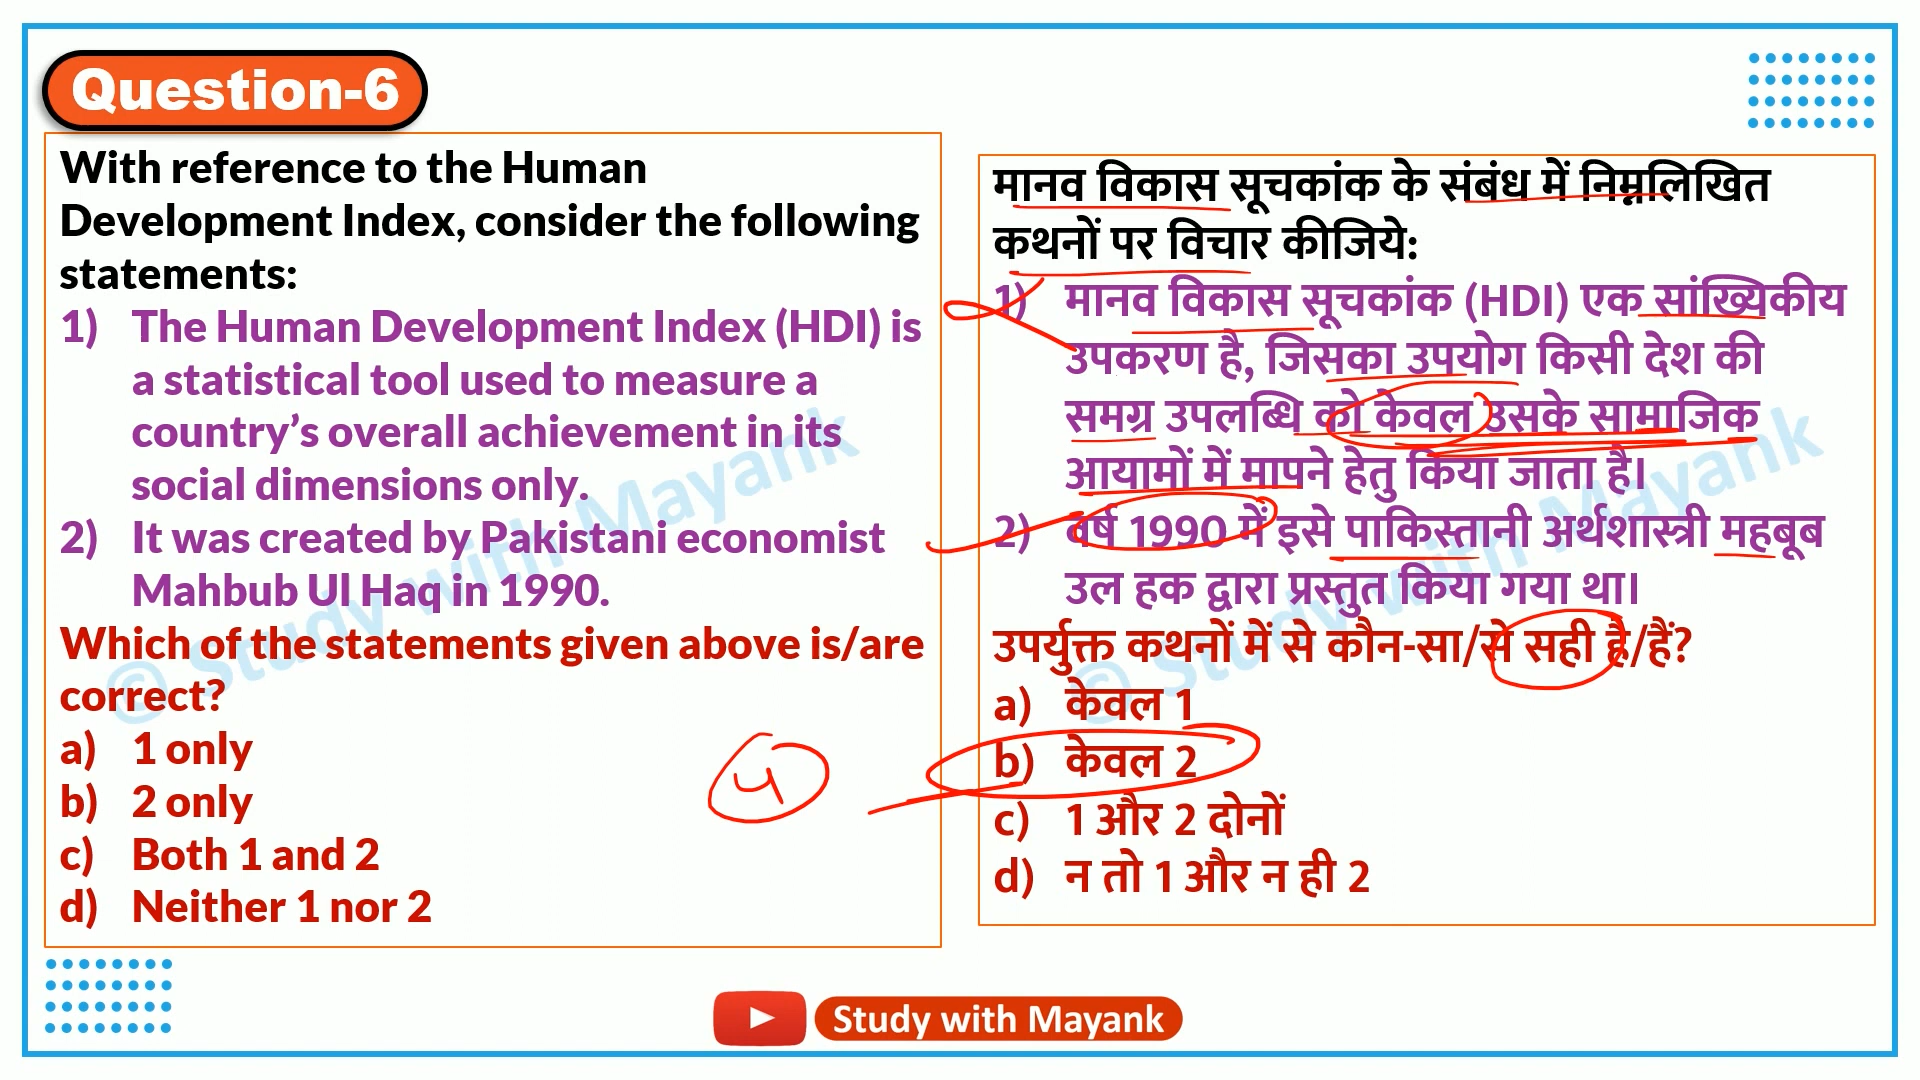 Question-6
With reference to the Human
Development Index, consider the following
statements:
1) The Human Development Index (HDI) is
a statistical tool used to measure a
country’s overall achievement in its
social dimensions only.
2) It was created by Pakistani economist
Mahbub Ul Haq in 1990.
Which of the statements given above is/are
correct?
a) 1 only
b) 2 only
c) Both 1 and 2
d) Neither 1 nor 2
4
मानव विकास सूचकांक के संबंध में निम्नलिखित
कथनों पर विचार कीजिये:
1) मानव विकास सूचकांक (HDI) एक सांख्यिकीय
उपकरण है, जिसका उपयोग किसी देश की
समग्र उपलब्धि को केवल उसके सामाजिक
आयामों में मापने हेतु किया जाता है।
2) वर्ष 1990 में इसे पाकिस्तानी अर्थशास्त्री महबूब
उल हक द्वारा प्रस्तुत किया गया था।
उपर्युक्त कथनों में से कौन-सा/से सही है/हैं?
a) केवल 1
b) केवल 2
c) 1 और 2 दोनों
d) न तो 1 और न ही 2
© Study with Mayank
© Study with Mayank
Study with Mayank